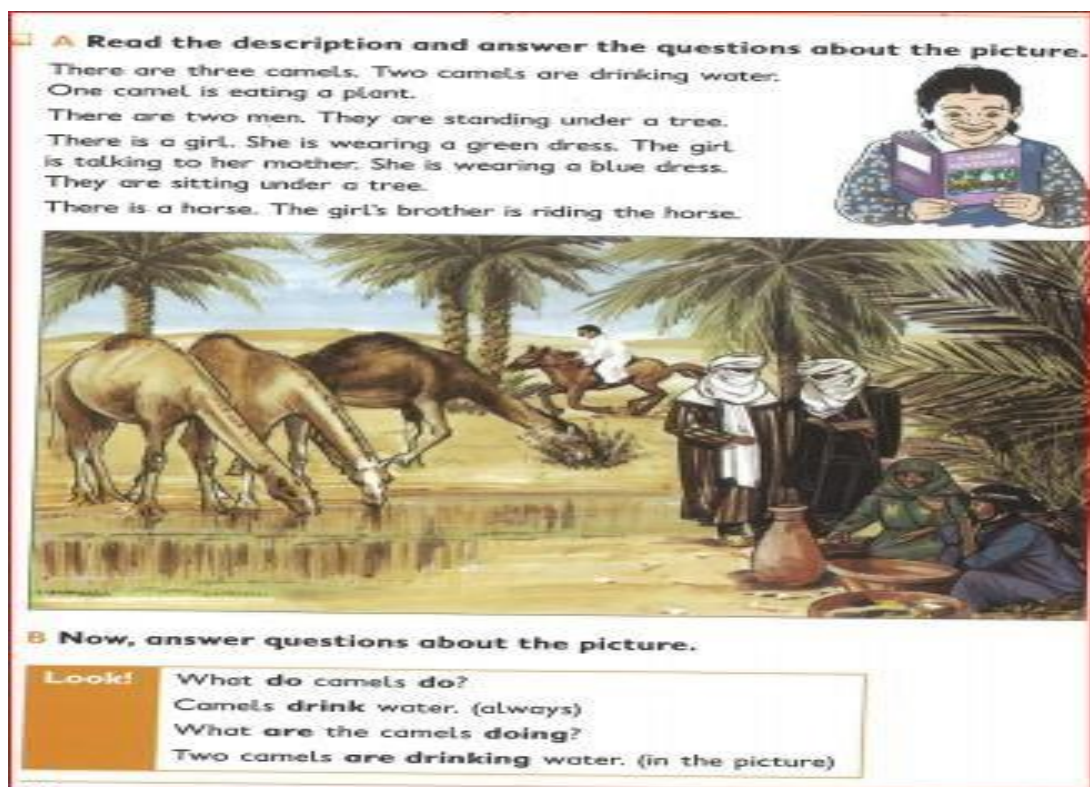 A Read the description and answer the questions about the picture.
There are three camels. Two camels are drinking water.
One camel is eating a plant.
There are two men. They are standing under a tree.
There is a girl. She is wearing a green dress. The girl
is talking to her mother. She is wearing a blue dress.
They are sitting under a tree.
There is a horse. The girl's brother is riding the horse.
B Now, answer questions about the picture.
Look!
What do camels do?
Camels drink water. (always)
What are the camels doing?
Two camels are drinking water. (in the picture)